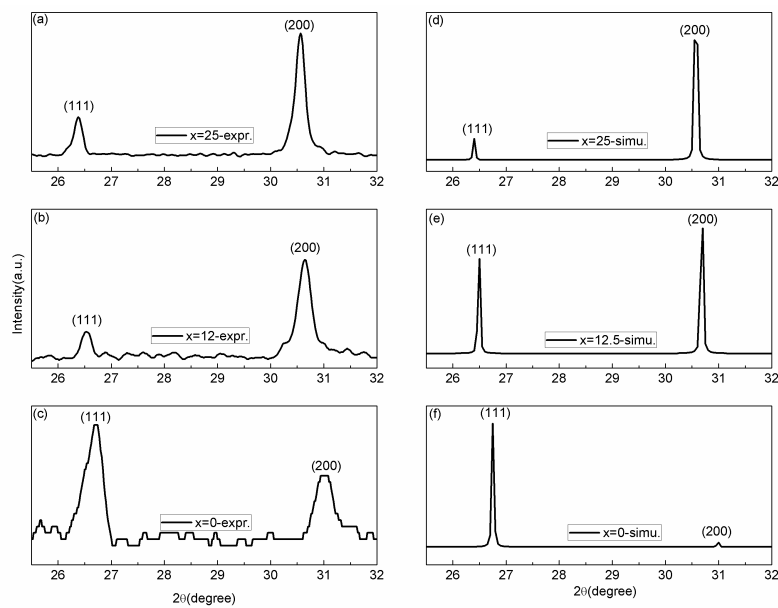 (a)
(111)
(200)
x=25-expr.
26 27 28 29 30 31 32
(b)
(111)
(200)
x=12-expr.
26 27 28 29 30 31 32
(c)
(111)
(200)
x=0-expr.
26 27 28 29 30 31 32
2θ(degree)
Intensity(a.u.)
(d)
(111)
(200)
x=25-simu.
26 27 28 29 30 31 32
(e)
(111)
(200)
x=12.5-simu.
26 27 28 29 30 31 32
(f)
(111)
(200)
x=0-simu.
26 27 28 29 30 31 32
2θ(degree)